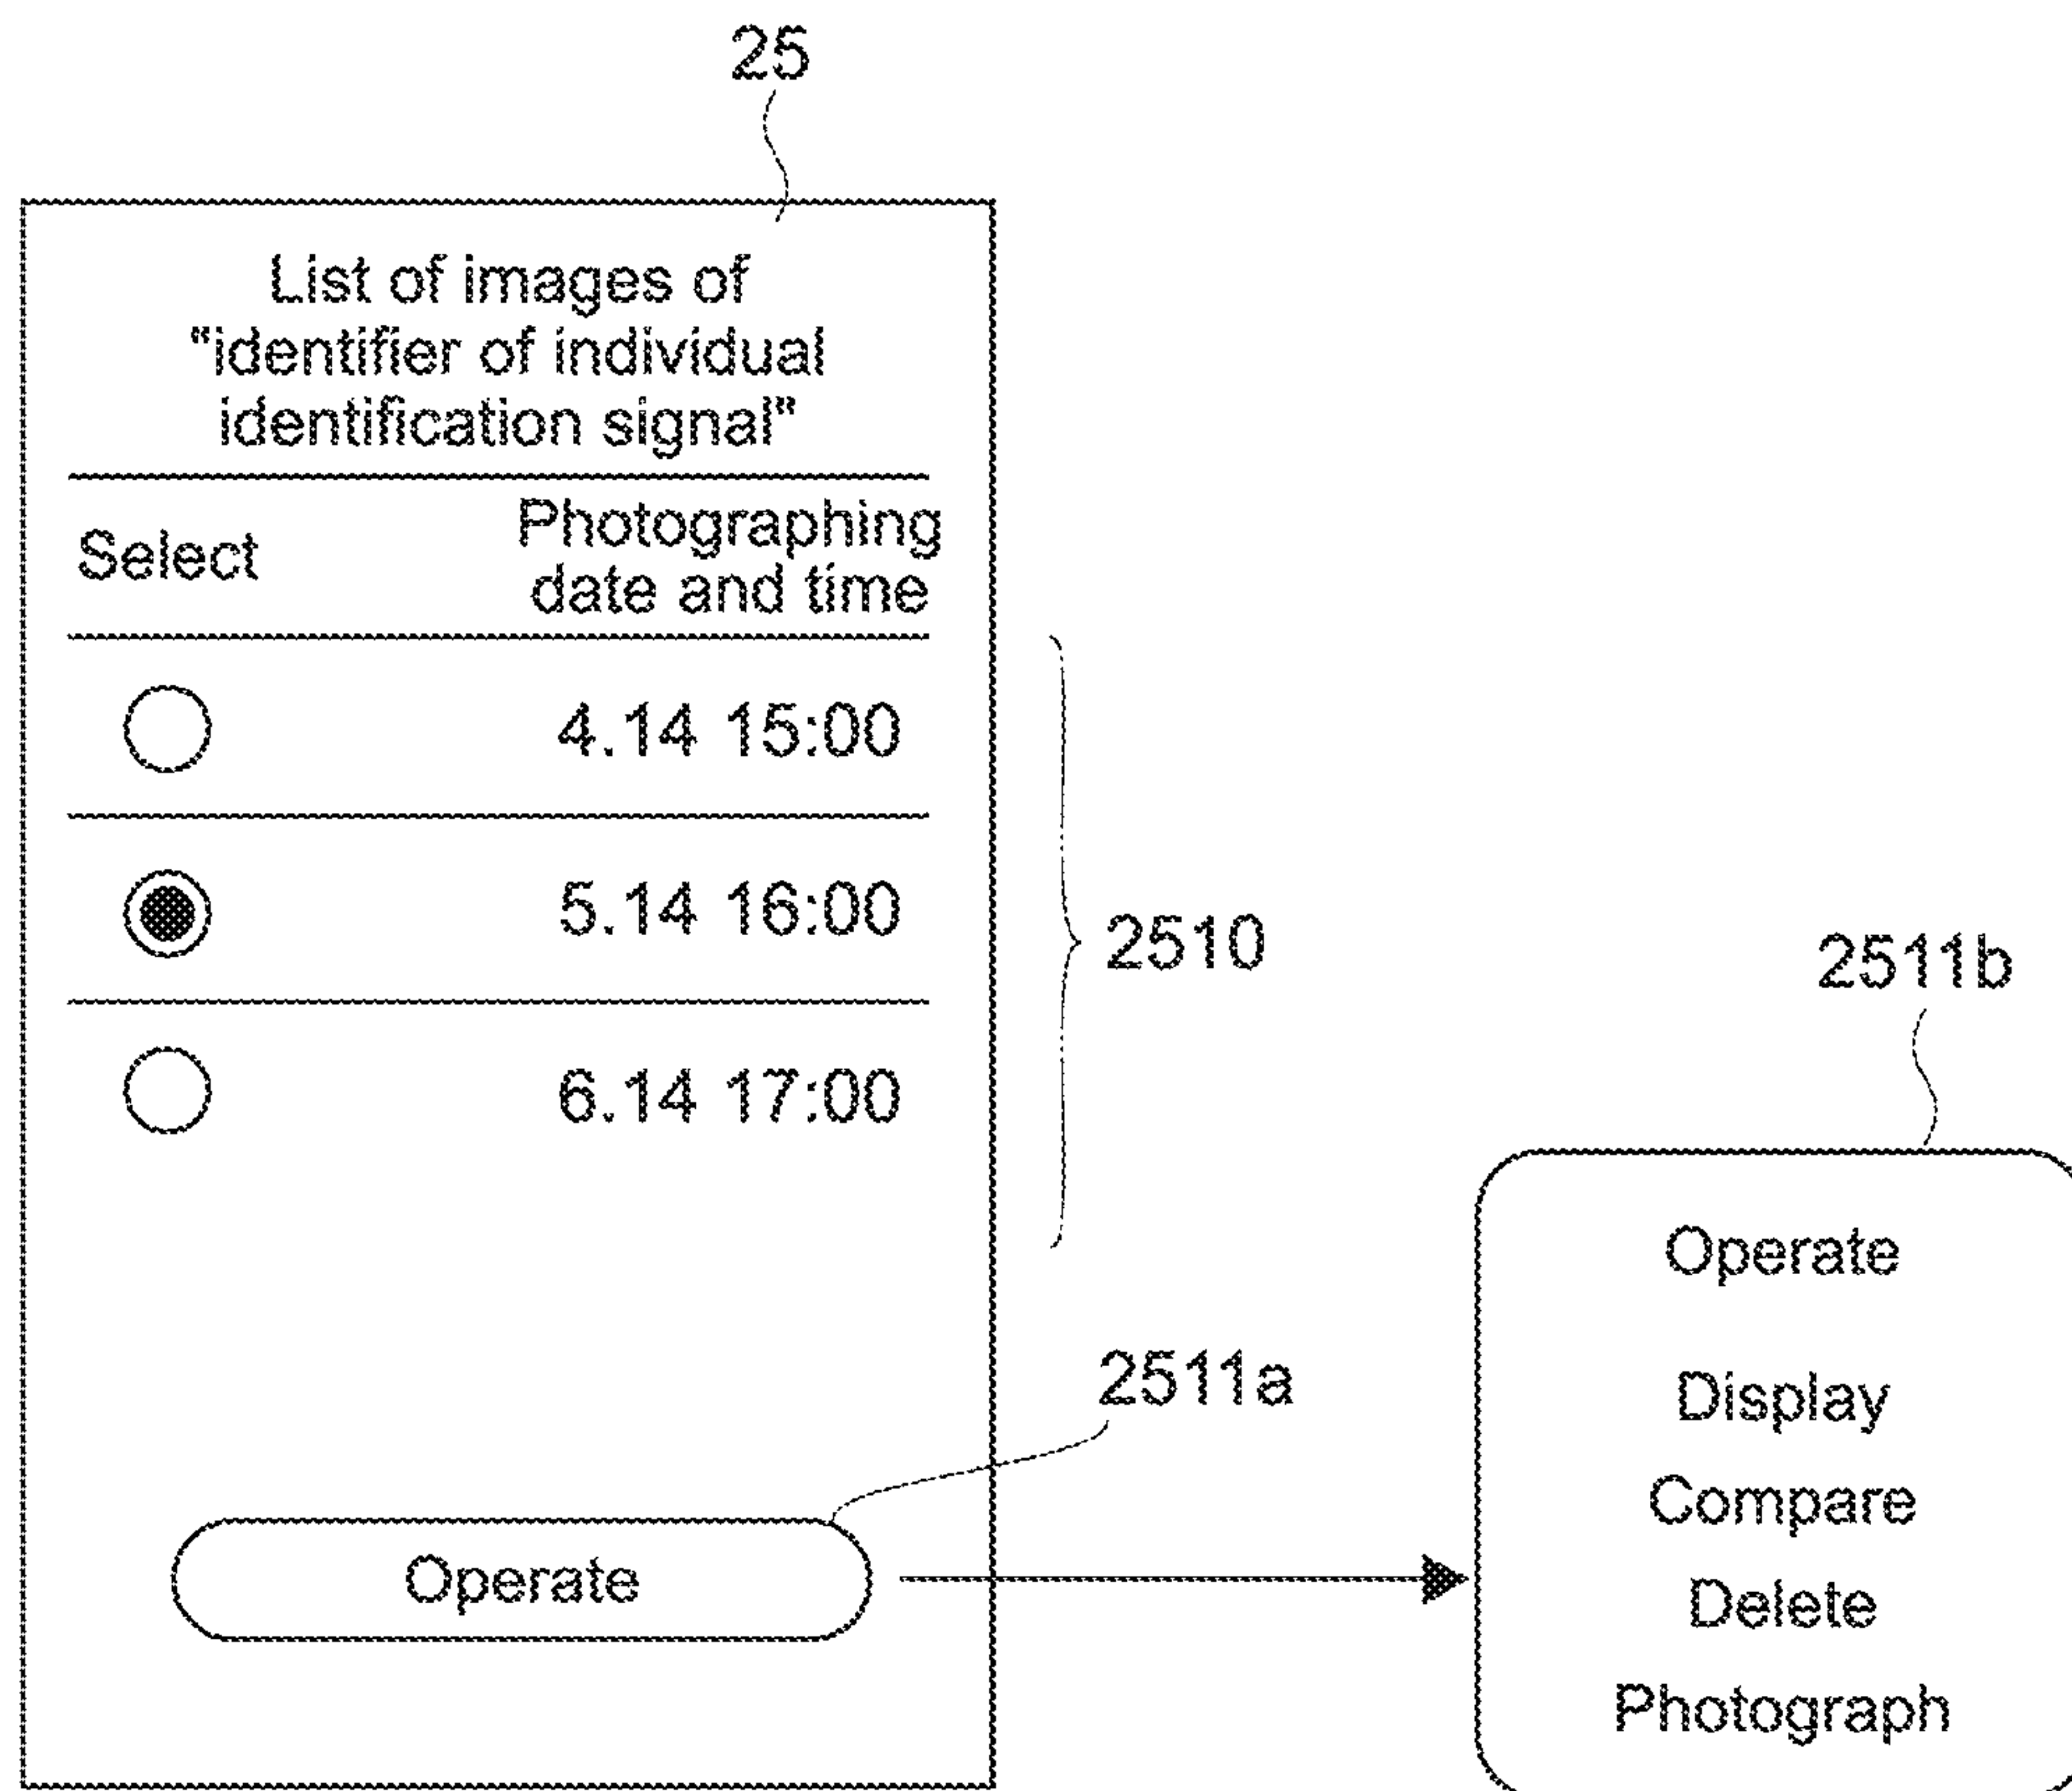 25
List of images of
"identifier of individual
identification signal"
Select
Photographing
date and time
4.14 15:00
5.14 16:00
6.14 17:00
2510
2511a
Operate
2511b
Operate
Display
Compare
Delete
Photograph